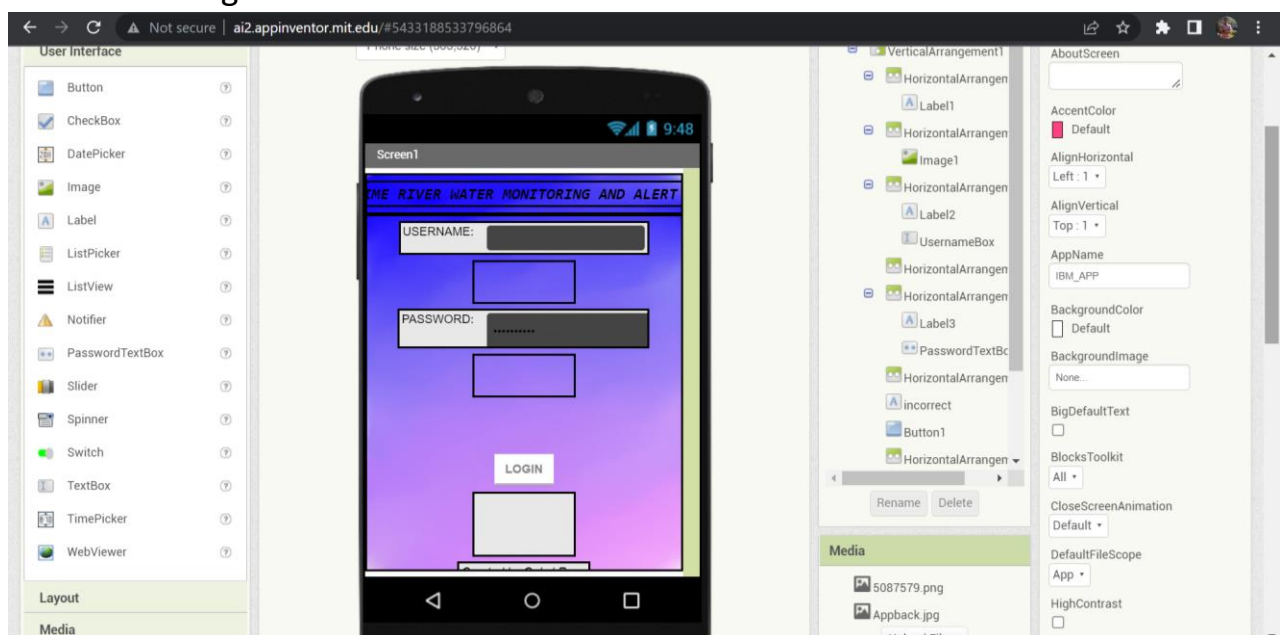 Not secure | ai2.appinventor.mit.edu/#5433188533796864
User Interface
Button
CheckBox
DatePicker
Image
Label
ListPicker
ListView
Notifier
PasswordTextBox
Slider
Spinner
Switch
TextBox
TimePicker
WebViewer
Layout
Media
9:48
Screen1
RIVER WATER MONITORING AND ALERT
USERNAME:
PASSWORD:
LOGIN
VerticalArrangement1
HorizontalArrangen
Label1
HorizontalArrangen
Image1
HorizontalArrangen
Label2
UsernameBox
HorizontalArrangen
HorizontalArrangen
Label3
PasswordTextBo
HorizontalArrangen
incorrect
Button1
HorizontalArrangen
Rename Delete
Media
5087579.png
Appback.jpg
AboutScreen
AccentColor
Default
AlignHorizontal
Left : 1
AlignVertical
Top : 1
AppName
IBM_APP
BackgroundColor
Default
BackgroundImage
None...
BigDefaultText
BlocksToolkit
All
CloseScreenAnimation
Default
DefaultFileScope
App
HighContrast